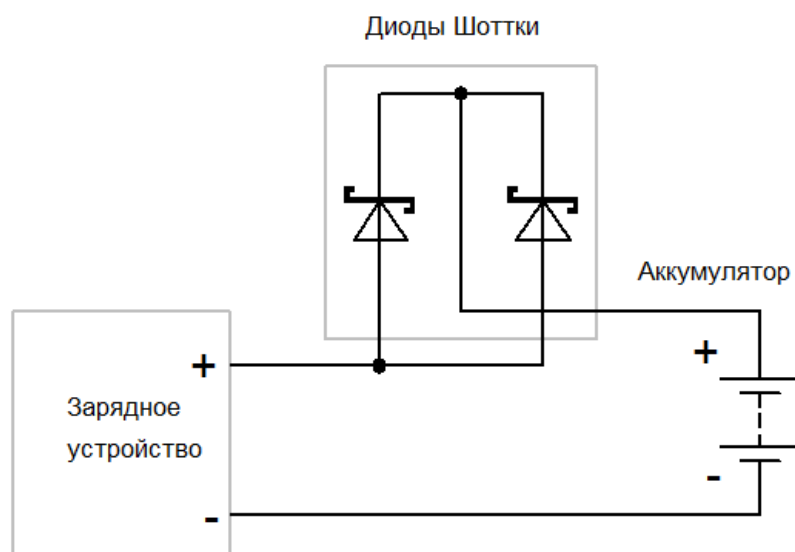 Диоды Шоттки
Аккумулятор
+
+
Зарядное
устройство
-
-